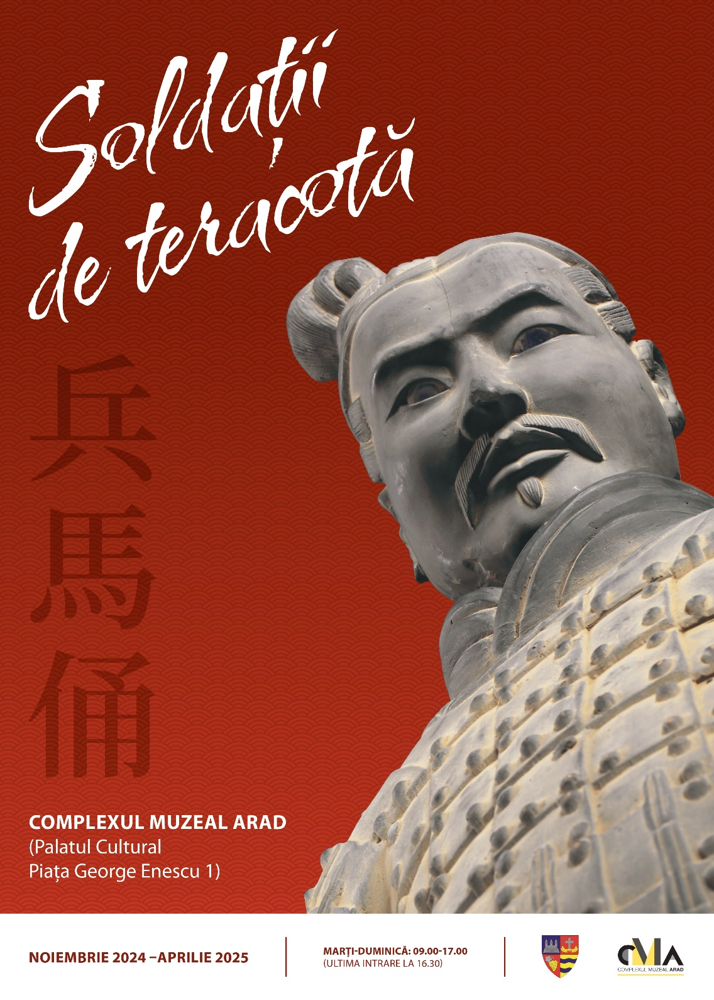 Soldații
de teracotă
兵
馬
俑
COMPLEXUL MUZEAL ARAD
(Palatul Cultural
Piața George Enescu 1)
NOIEMBRIE 2024 –APRILIE 2025
MARȚI-DUMINICĂ: 09.00-17.00
(ULTIMA INTRARE LA 16.30)
CMA
COMPLEXUL MUZEAL ARAD